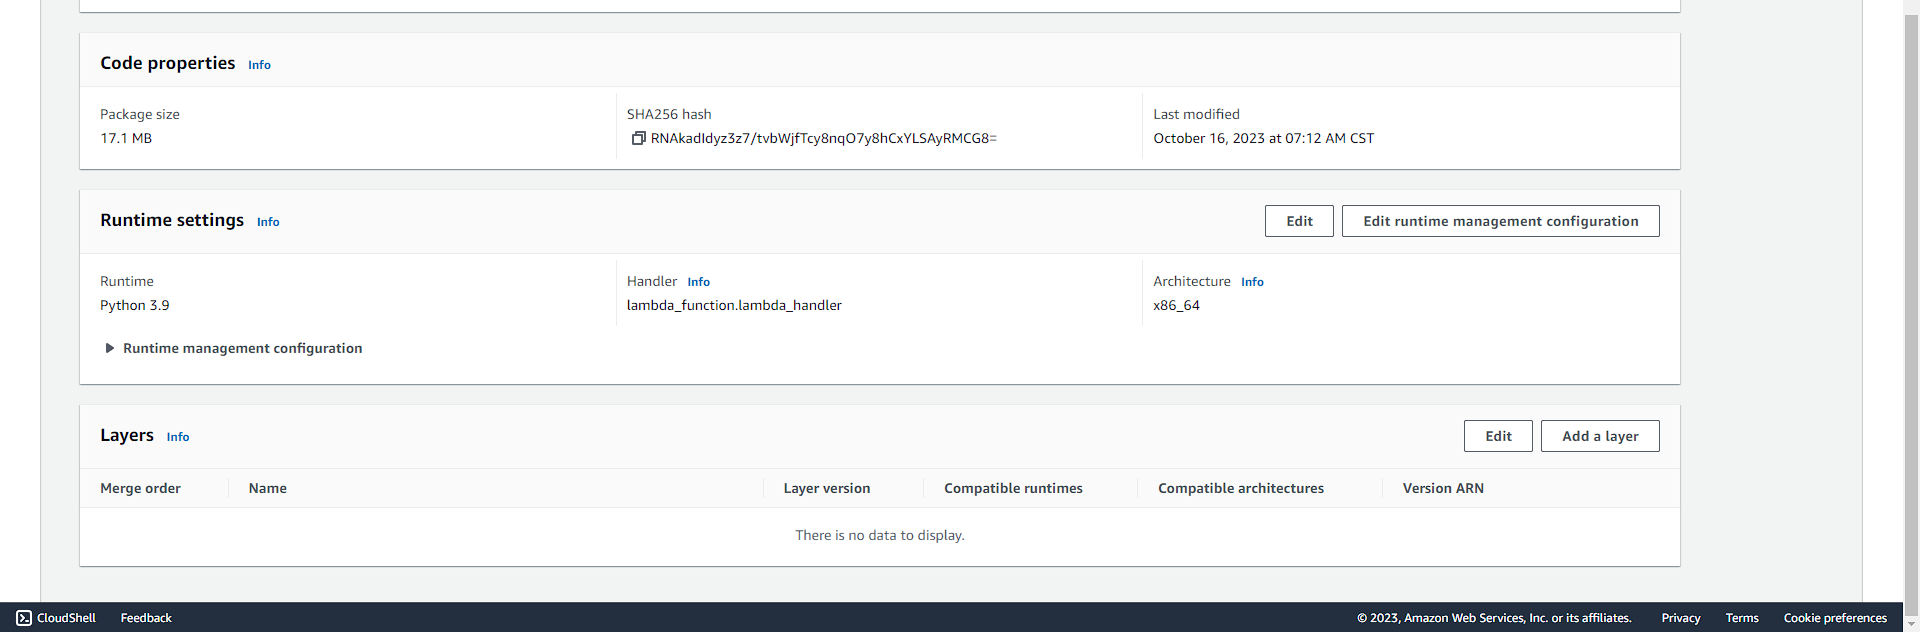 Code properties Info
Package size
17.1 MB
SHA256 hash
RNAkadIdyz3z7/tvbWjfTcy8nqO7y8hCxYLSAyRMCG8=
Last modified
October 16, 2023 at 07:12 AM CST
Runtime settings Info
Edit
Edit runtime management configuration
Runtime
Python 3.9
Handler Info
lambda_function.lambda_handler
Architecture Info
x86_64
Runtime management configuration
Layers Info
Edit
Add a layer
Merge order Name Layer version Compatible runtimes Compatible architectures Version ARN
There is no data to display.
CloudShell Feedback © 2023, Amazon Web Services, Inc. or its affiliates. Privacy Terms Cookie preferences